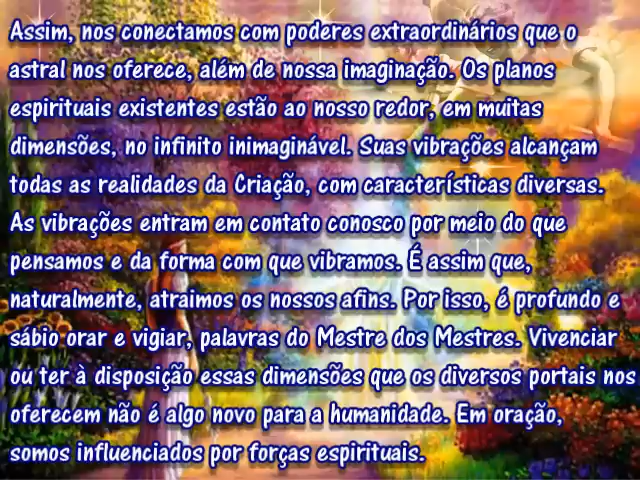 Assim, nos conectamos com poderes extraordinários que o
astral nos oferece, além de nossa imaginação. Os planos
espirituais existentes estão ao nosso redor, em muitas
dimensões, no infinito inimaginável. Suas vibrações alcançam
todas as realidades da Criação, com características diversas.
As vibrações entram em contato conosco por meio do que
pensamos e da forma com que vibramos. É assim que,
naturalmente, atraimos os nossos afins. Por isso, é profundo e
sábio orar e vigiar, palavras do Mestre dos Mestres. Vivenciar
ou ter à disposição essas dimensões que os diversos portais nos
oferecem não é algo novo para a humanidade. Em oração,
somos influenciados por forças espirituais.